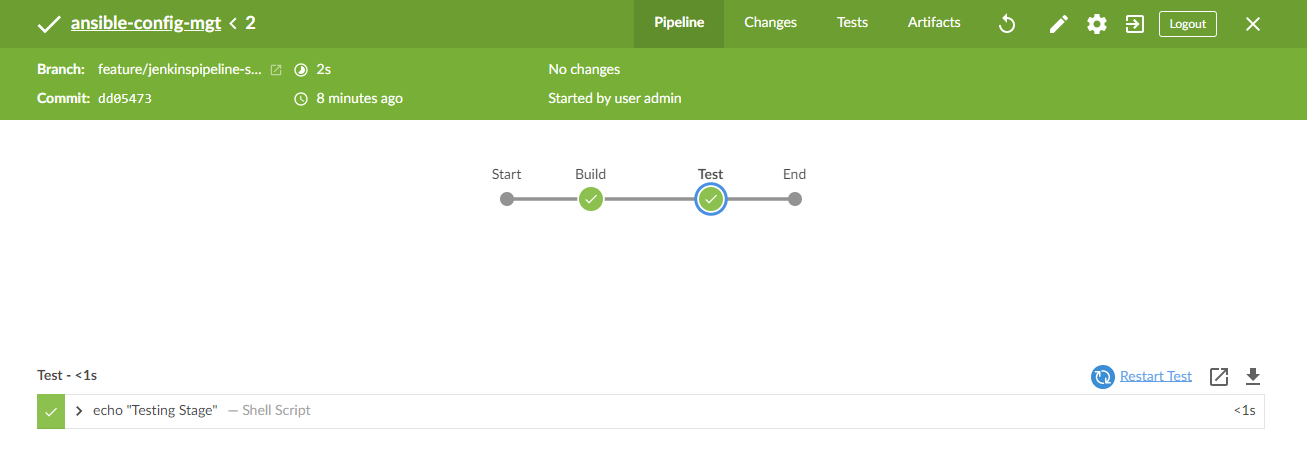 ansible-config-mgt < 2 Pipeline Changes Tests Artifacts Logout
Branch: feature/jenkinspipeline-s... 2s No changes
Commit: dd05473 8 minutes ago Started by user admin
Start Build Test End
Test - <1s Restart Test
echo "Testing Stage" — Shell Script <1s